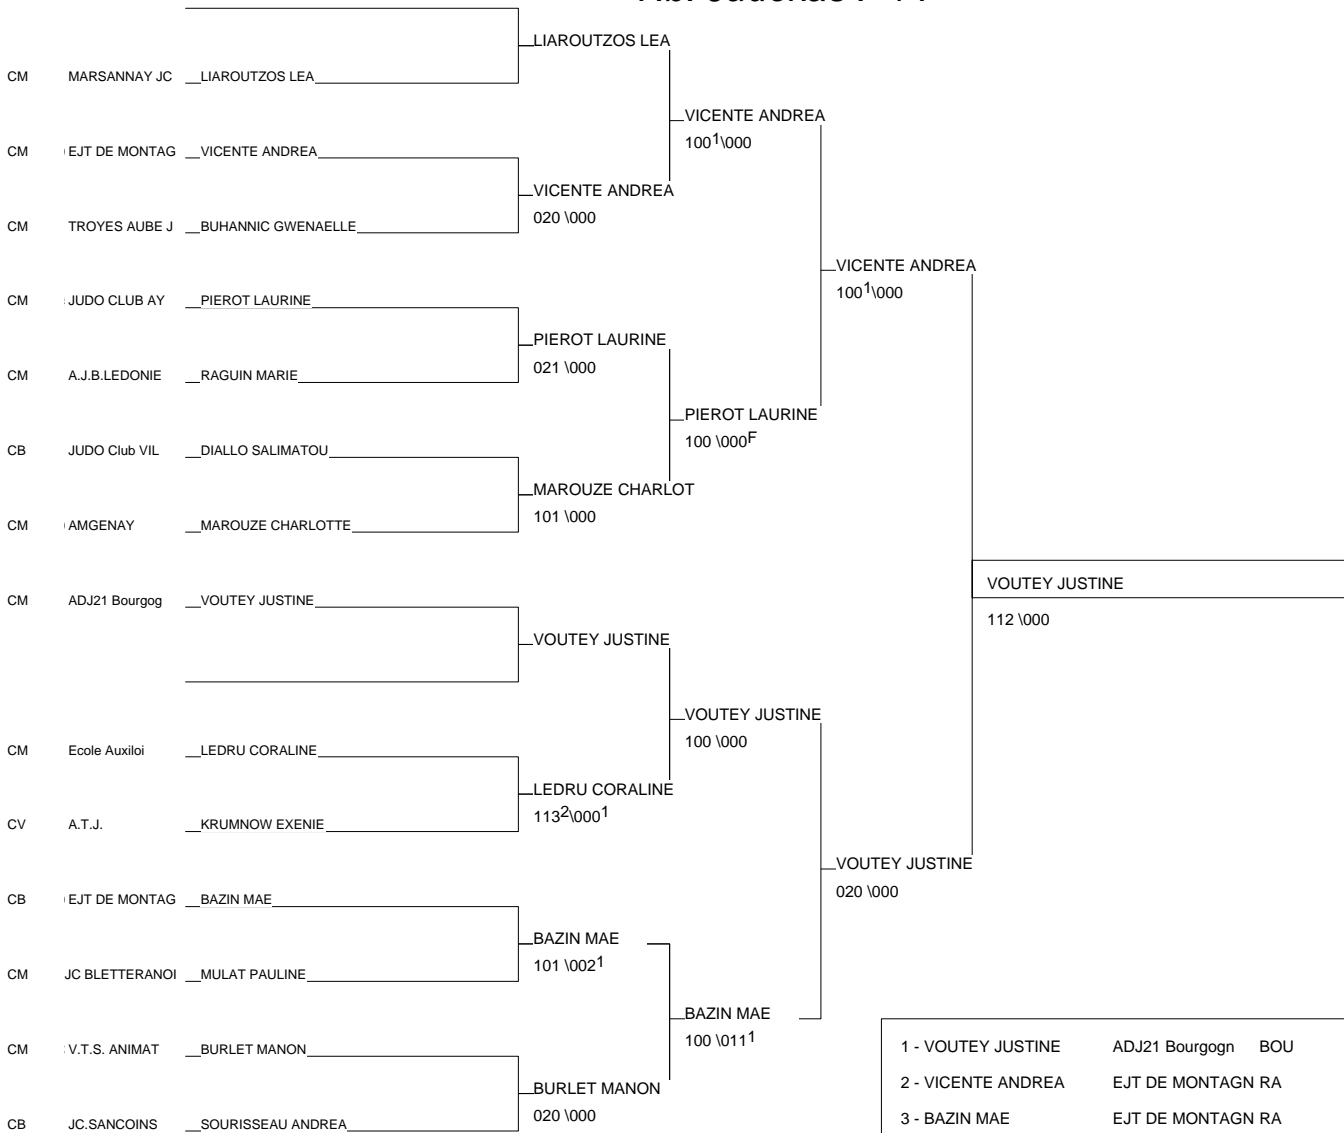 LIAROUTZOS LEA
CM MARSANNAY JC LIAROUTZOS LEA
VICENTE ANDREA
100¹\000
CM EJT DE MONTAG VICENTE ANDREA
VICENTE ANDREA
020 \000
CM TROYES AUBE J BUHANNIC GWENAELLE
VICENTE ANDREA
100¹\000
CM JUDO CLUB AY PIEROT LAURINE
PIEROT LAURINE
021 \000
CM A.J.B.LEDONIE RAGUIN MARIE
PIEROT LAURINE
100 \000F
CB JUDO Club VIL DIALLO SALIMATOU
MAROUZE CHARLOT
101 \000
CM AMGENAY MAROUZE CHARLOTTE
VOUTEY JUSTINE
112 \000
CM ADJ21 Bourgog VOUTEY JUSTINE
VOUTEY JUSTINE
VOUTEY JUSTINE
100 \000
CM Ecole Auxiloi LEDRU CORALINE
LEDRU CORALINE
113²\000¹
CV A.T.J. KRUMNOW EXENIE
VOUTEY JUSTINE
020 \000
CB EJT DE MONTAG BAZIN MAE
BAZIN MAE
101 \002¹
CM JC BLETTERANOI MULAT PAULINE
BAZIN MAE
100 \011¹
CM V.T.S. ANIMAT BURLET MANON
BURLET MANON
020 \000
CB JC.SANCOINS SOURISSEAU ANDREA
1 - VOUTEY JUSTINE ADJ21 Bourgogn BOU
2 - VICENTE ANDREA EJT DE MONTAGN RA
3 - BAZIN MAE EJT DE MONTAGN RA